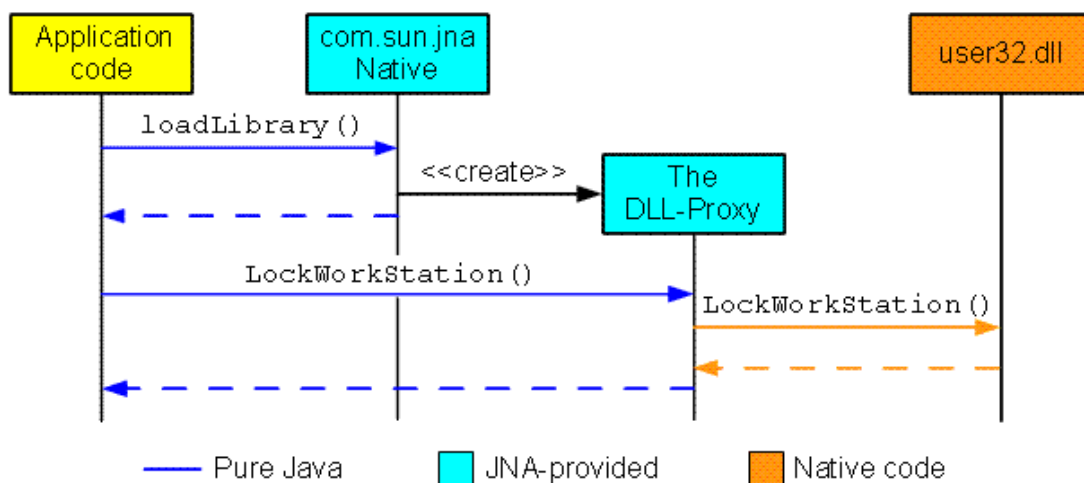 Application
code
com.sun.jna
Native
user32.dll
loadLibrary()
<<create>>
The
DLL-Proxy
LockWorkStation()
LockWorkStation()
Pure Java
JNA-provided
Native code